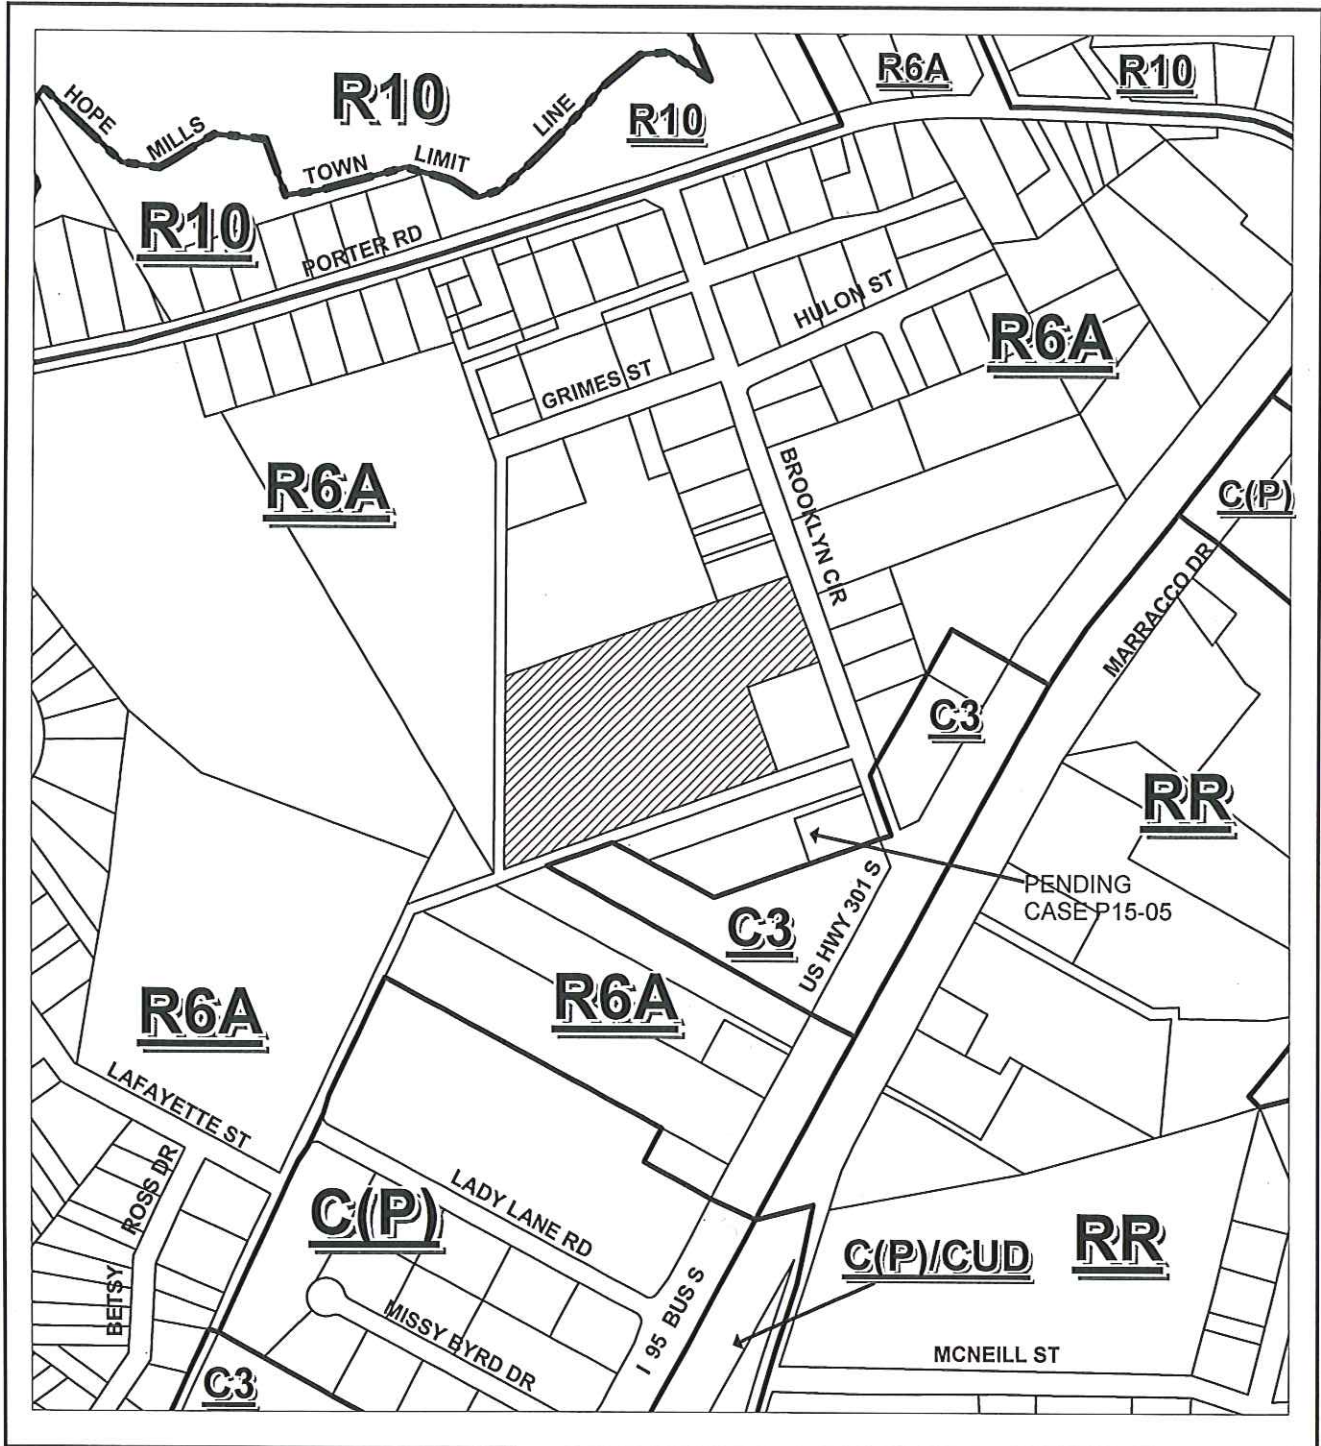 R10
R6A
R10
HOPE
MILLS
LINE
R10
TOWN
LIMIT
R10
PORTER RD
HULON ST
R6A
GRIMES ST
R6A
BROOKLYN CIR
C(P)
MARRACCO DR
C3
RR
PENDING
CASE P15-05
C3
US HWY 301 S
R6A
R6A
LAFAYETTE ST
ROSS DR
BETSY
C(P)
LADY LANE RD
C(P)/CUD
RR
I 95 BUS S
MISSY BYRD DR
MCNEILL ST
C3